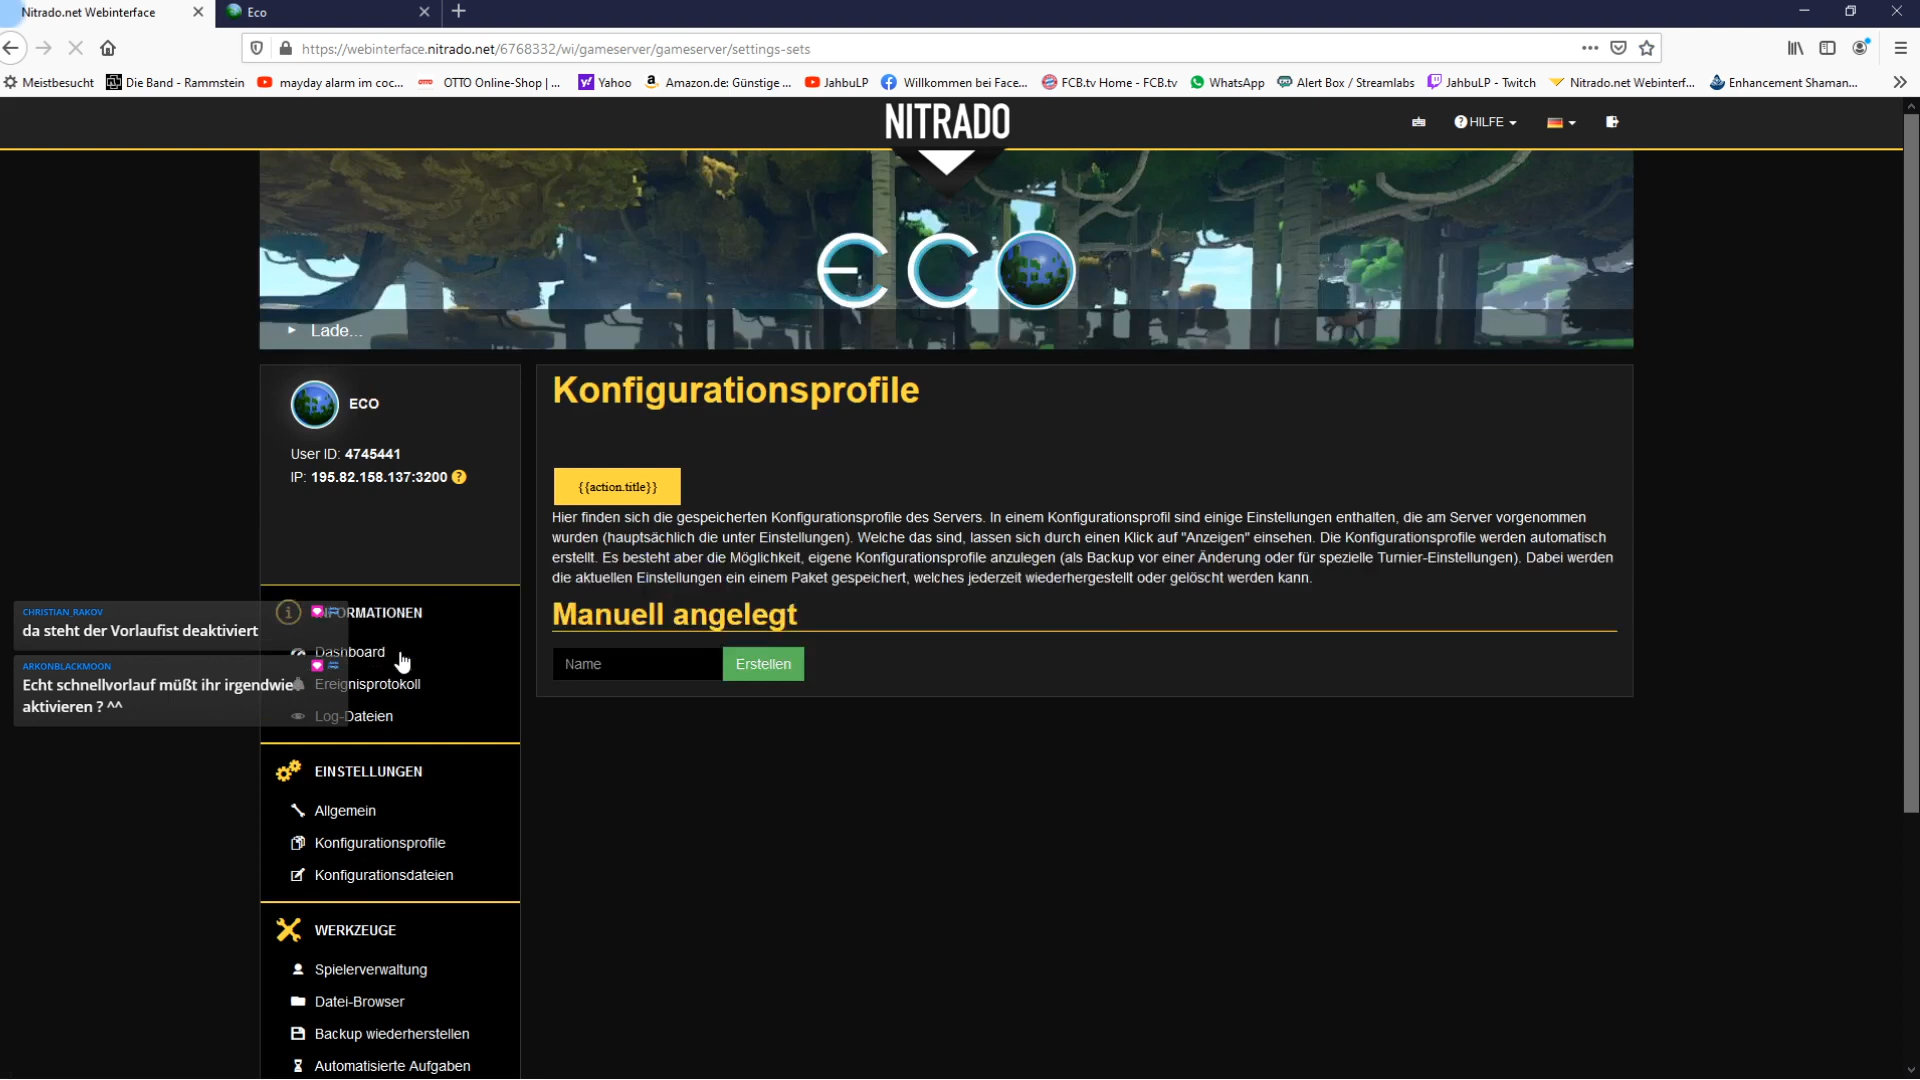 Nitrado.net Webinterface
Eco
https://webinterface.nitrado.net/6768332/wi/gameserver/gameserver/settings-sets
Meistbesucht
Die Band - Rammstein
mayday alarm im coc...
OTTO Online-Shop | ...
Yahoo
Amazon.de: Günstige ...
JahbuLP
Willkommen bei Face...
FCB.tv Home - FCB.tv
WhatsApp
Alert Box / Streamlabs
JahbuLP - Twitch
Nitrado.net Webinterf...
Enhancement Shaman...
NITRADO
HILFE
eco
Lade...
ECO
User ID: 4745441
IP: 195.82.158.137:3200
Konfigurationsprofile
{{action.title}}
Hier finden sich die gespeicherten Konfigurationsprofile des Servers. In einem Konfigurationsprofil sind einige Einstellungen enthalten, die am Server vorgenommen
wurden (hauptsächlich die unter Einstellungen). Welche das sind, lassen sich durch einen Klick auf "Anzeigen" einsehen. Die Konfigurationsprofile werden automatisch
erstellt. Es besteht aber die Möglichkeit, eigene Konfigurationsprofile anzulegen (als Backup vor einer Änderung oder für spezielle Turnier-Einstellungen). Dabei werden
die aktuellen Einstellungen ein einem Paket gespeichert, welches jederzeit wiederhergestellt oder gelöscht werden kann.
Manuell angelegt
Name
Erstellen
INFORMATIONEN
Dashboard
Ereignisprotokoll
Log-Dateien
CHRISTIAN_RAKOV
da steht der Vorlaufist deaktiviert
ARKONBLACKMOON
Echt schnellvorlauf müßt ihr irgendwie
aktivieren ? ^^
EINSTELLUNGEN
Allgemein
Konfigurationsprofile
Konfigurationsdateien
WERKZEUGE
Spielerverwaltung
Datei-Browser
Backup wiederherstellen
Automatisierte Aufgaben